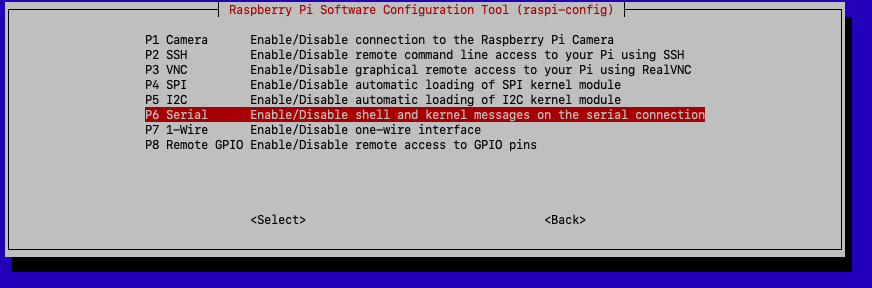 Raspberry Pi Software Configuration Tool (raspi-config)
P1 Camera Enable/Disable connection to the Raspberry Pi Camera
P2 SSH Enable/Disable remote command line access to your Pi using SSH
P3 VNC Enable/Disable graphical remote access to your Pi using RealVNC
P4 SPI Enable/Disable automatic loading of SPI kernel module
P5 I2C Enable/Disable automatic loading of I2C kernel module
P6 Serial Enable/Disable shell and kernel messages on the serial connection
P7 1-Wire Enable/Disable one-wire interface
P8 Remote GPIO Enable/Disable remote access to GPIO pins
<Select> <Back>